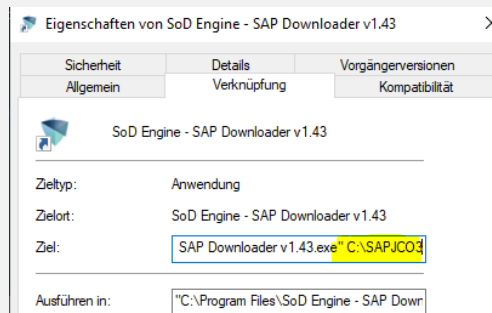 Eigenschaften von SoD Engine - SAP Downloader v1.43
Sicherheit Details Vorgängerversionen
Allgemein Verknüpfung Kompatibilität
SoD Engine - SAP Downloader v1.43
Zieltyp: Anwendung
Zielort: SoD Engine - SAP Downloader v1.43
Ziel: SAP Downloader v1.43.exe" C:\SAPJCO3
Ausführen in: "C:\Program Files\SoD Engine - SAP Down